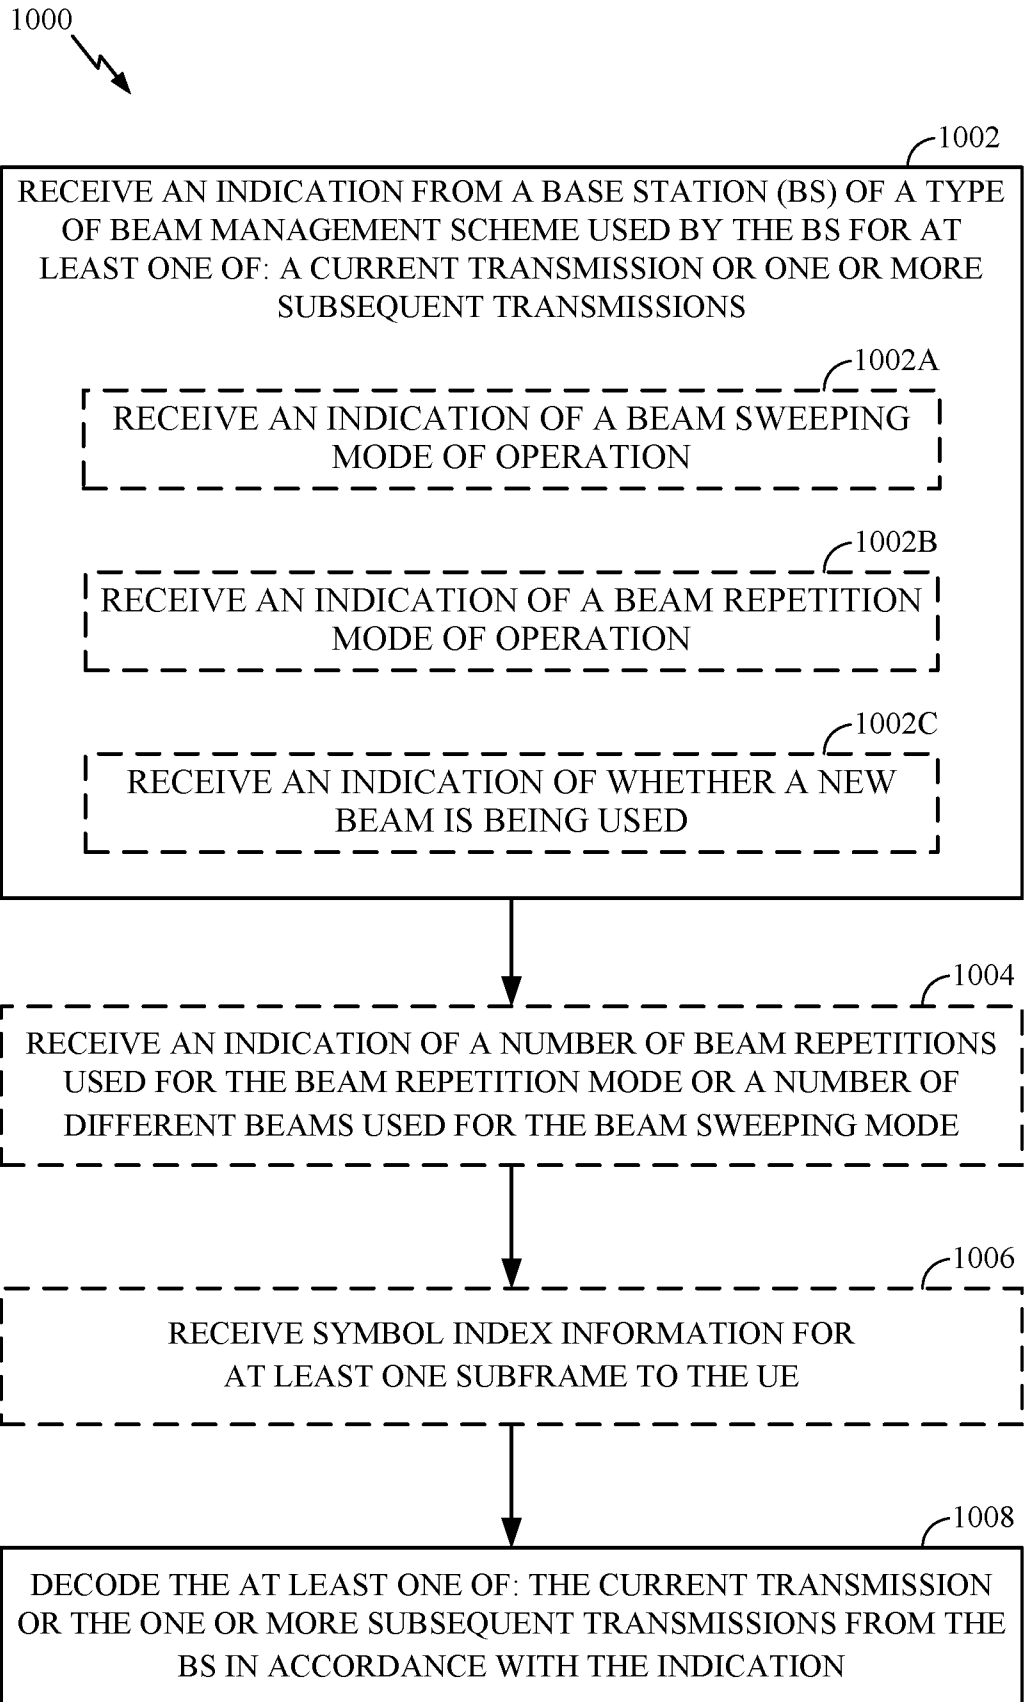 1000
1002
RECEIVE AN INDICATION FROM A BASE STATION (BS) OF A TYPE
OF BEAM MANAGEMENT SCHEME USED BY THE BS FOR AT
LEAST ONE OF: A CURRENT TRANSMISSION OR ONE OR MORE
SUBSEQUENT TRANSMISSIONS
1002A
RECEIVE AN INDICATION OF A BEAM SWEEPING
MODE OF OPERATION
1002B
RECEIVE AN INDICATION OF A BEAM REPETITION
MODE OF OPERATION
1002C
RECEIVE AN INDICATION OF WHETHER A NEW
BEAM IS BEING USED
1004
RECEIVE AN INDICATION OF A NUMBER OF BEAM REPETITIONS
USED FOR THE BEAM REPETITION MODE OR A NUMBER OF
DIFFERENT BEAMS USED FOR THE BEAM SWEEPING MODE
1006
RECEIVE SYMBOL INDEX INFORMATION FOR
AT LEAST ONE SUBFRAME TO THE UE
1008
DECODE THE AT LEAST ONE OF: THE CURRENT TRANSMISSION
OR THE ONE OR MORE SUBSEQUENT TRANSMISSIONS FROM THE
BS IN ACCORDANCE WITH THE INDICATION